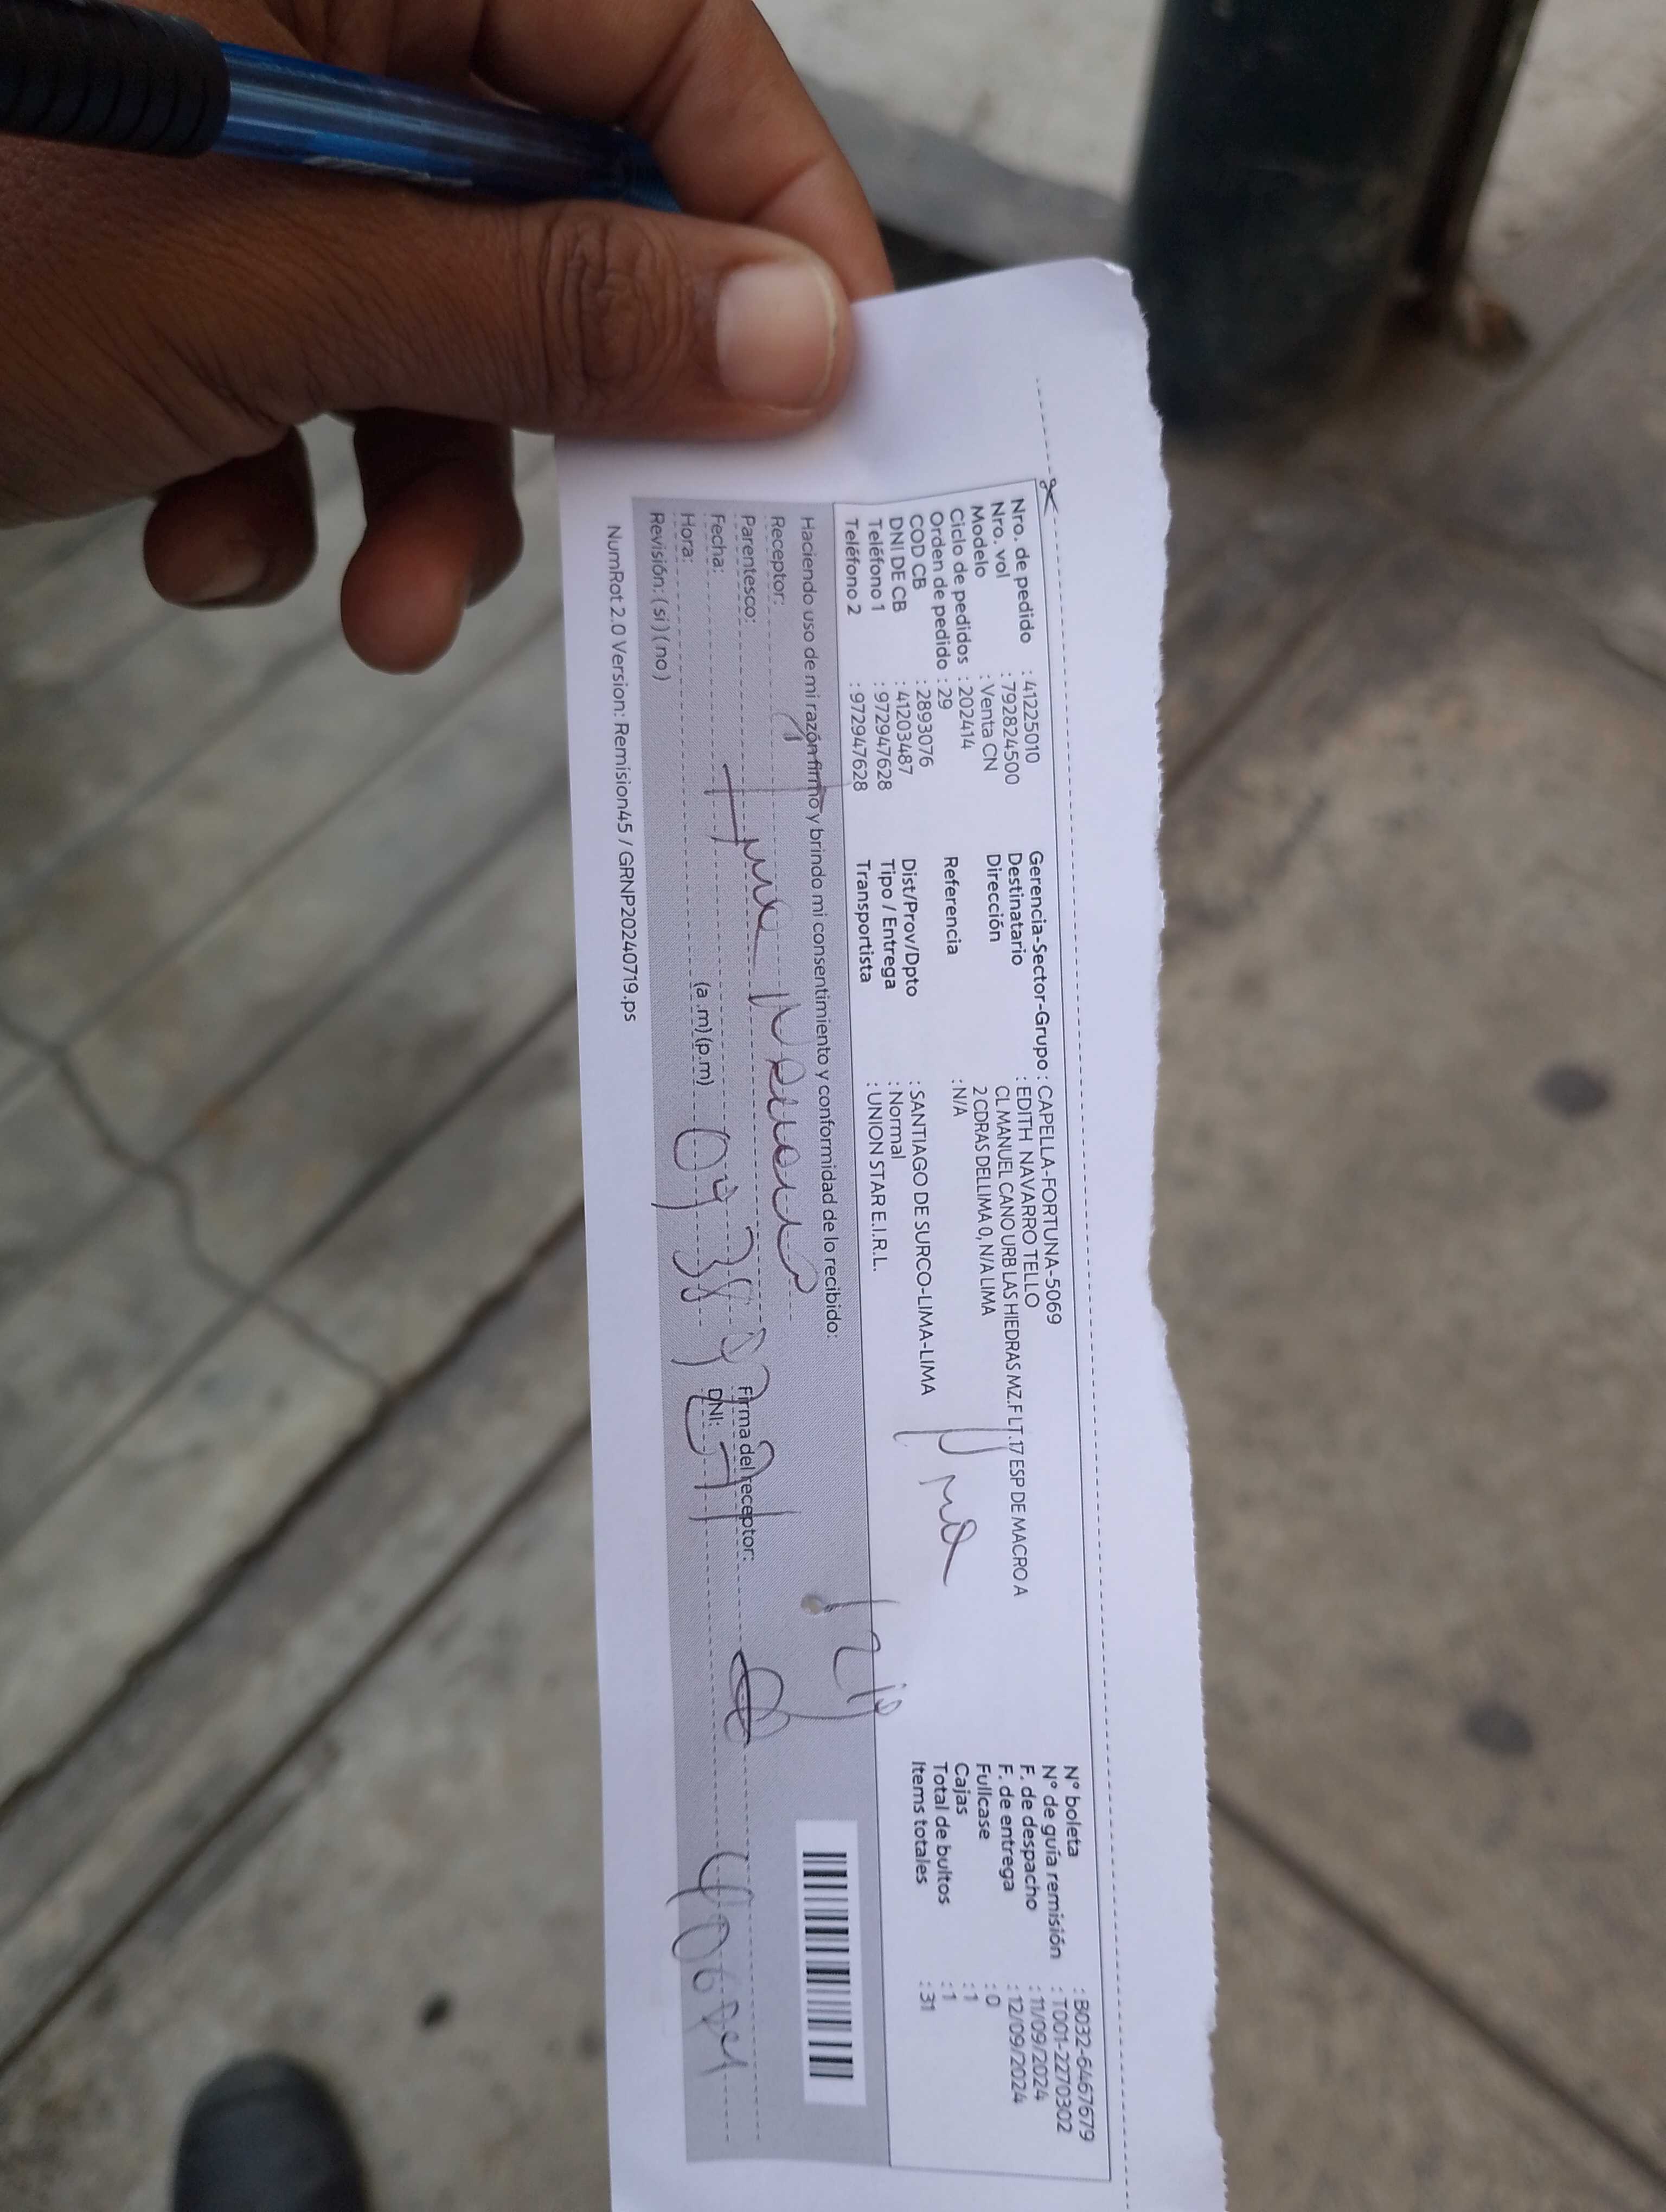 Nro. de pedido : 41225010
Nro. vol : 792824500
Modelo : Venta CN
Ciclo de pedidos : 202414
Orden de pedido : 29
COD CB : 2893076
DNI DE CB : 41203487
Teléfono 1 : 972947628
Teléfono 2 : 972947628
Gerencia-Sector-Grupo : CAPELLA-FORTUNA-5069
Destinatario : EDITH NAVARRO TELLO
Dirección CL MANUEL CANO URB LAS HIEDRAS MZ.F LT.17 ESP DE MACRO A
2 CDRAS DELLIMA 0, N/A LIMA
Referencia : N/A
Dist/Prov/Dpto : SANTIAGO DE SURCO-LIMA-LIMA
Tipo / Entrega : Normal
Transportista : UNION STAR E.I.R.L.
N° boleta : B032-6467679
N° de guía remisión : T001-2270302
F. de despacho : 11/09/2024
F. de entrega : 12/09/2024
Fullcase : 0
Cajas : 1
Total de bultos : 1
Items totales : 31
Haciendo uso de mi razón firmo y brindo mi consentimiento y conformidad de lo recibido:
Receptor:
Parentesco:
Fecha:
Hora: (a.m) (p.m)
Revisión: ( si ) ( no )
Firma del receptor:
DNI:
NumRot 2.0 Version: Remision45 / GRNP20240719.ps